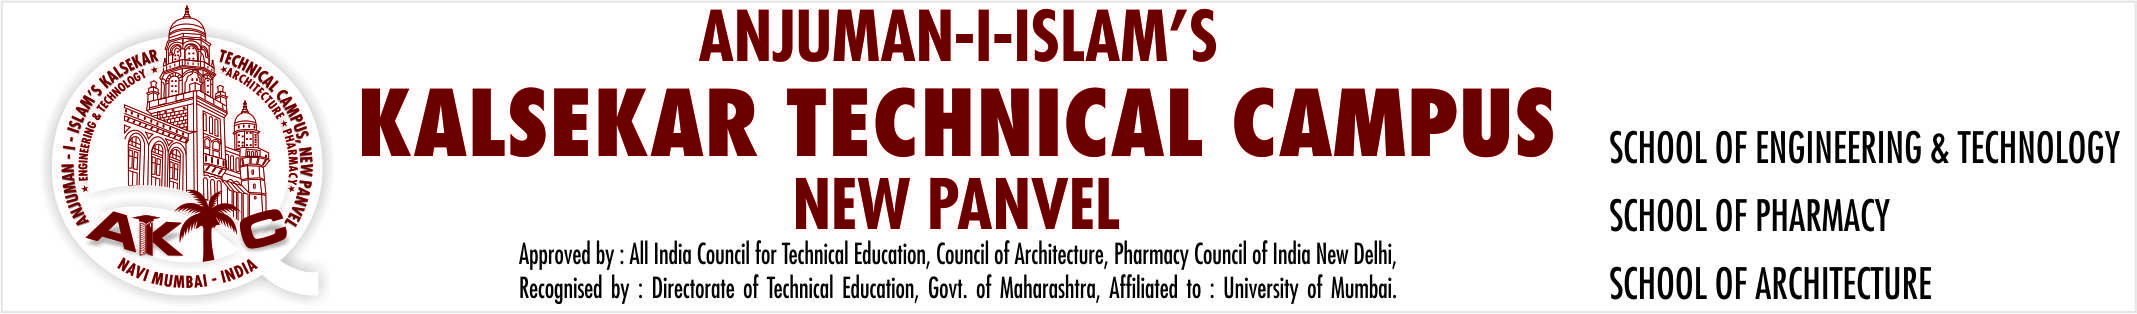 ANJUMAN - I - ISLAM'S KALSEKAR TECHNICAL CAMPUS, NEW PANVEL
★ ENGINEERING & TECHNOLOGY ★ ★ ARCHITECTURE ★ PHARMACY ★
AKTC
NAVI MUMBAI - INDIA
ANJUMAN-I-ISLAM'S
KALSEKAR TECHNICAL CAMPUS
NEW PANVEL
Approved by : All India Council for Technical Education, Council of Architecture, Pharmacy Council of India New Delhi,
Recognised by : Directorate of Technical Education, Govt. of Maharashtra, Affiliated to : University of Mumbai.
SCHOOL OF ENGINEERING & TECHNOLOGY
SCHOOL OF PHARMACY
SCHOOL OF ARCHITECTURE